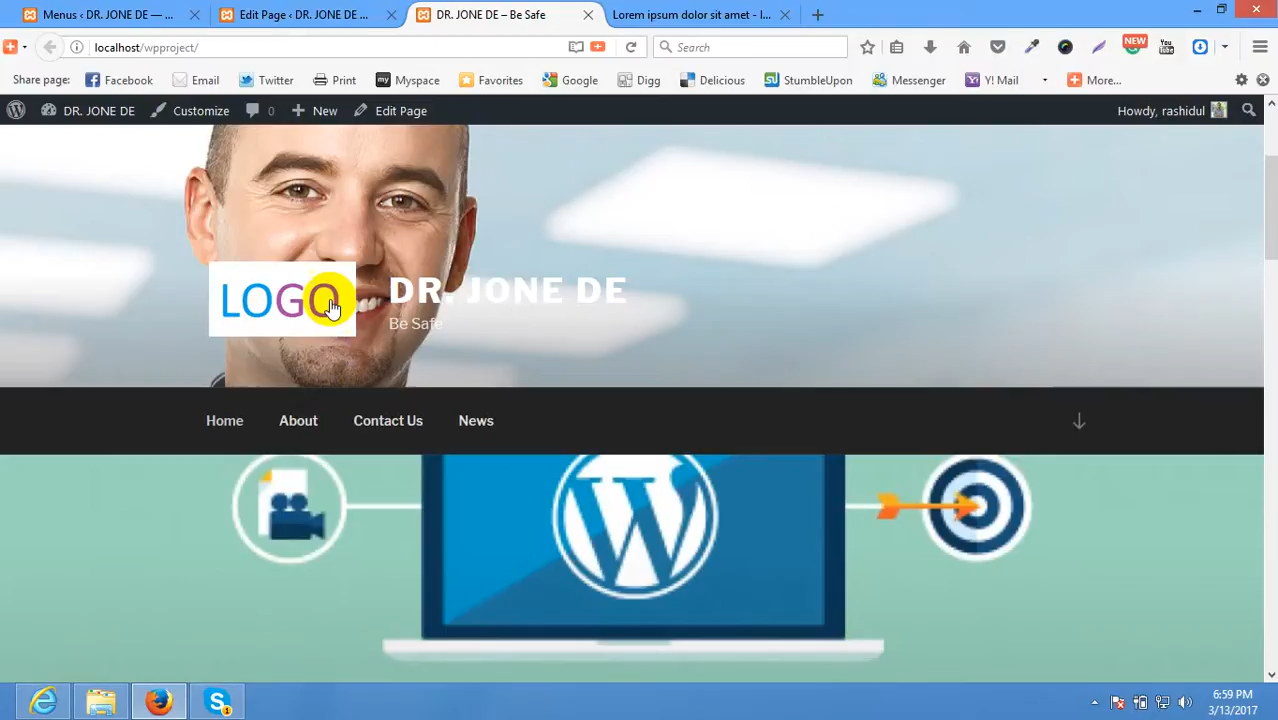 Menus ‹ DR. JONE DE — ...
Edit Page ‹ DR. JONE DE ...
DR. JONE DE – Be Safe
Lorem ipsum dolor sit amet - l...
localhost/wpproject/
Search
NEW
You Tube
Share page:
Facebook
Email
Twitter
Print
my Myspace
Favorites
Google
Digg
Delicious
StumbleUpon
Messenger
Y! Mail
More...
DR. JONE DE
Customize
0
New
Edit Page
Howdy, rashidul
LOGO
DR. JONE DE
Be Safe
Home
About
Contact Us
News
6:59 PM
3/13/2017